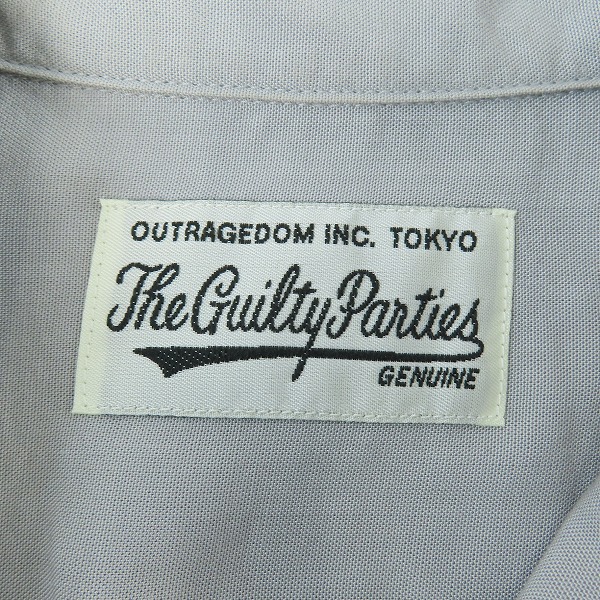 OUTRAGEDOM INC. TOKYO
The Guilty Parties
GENUINE